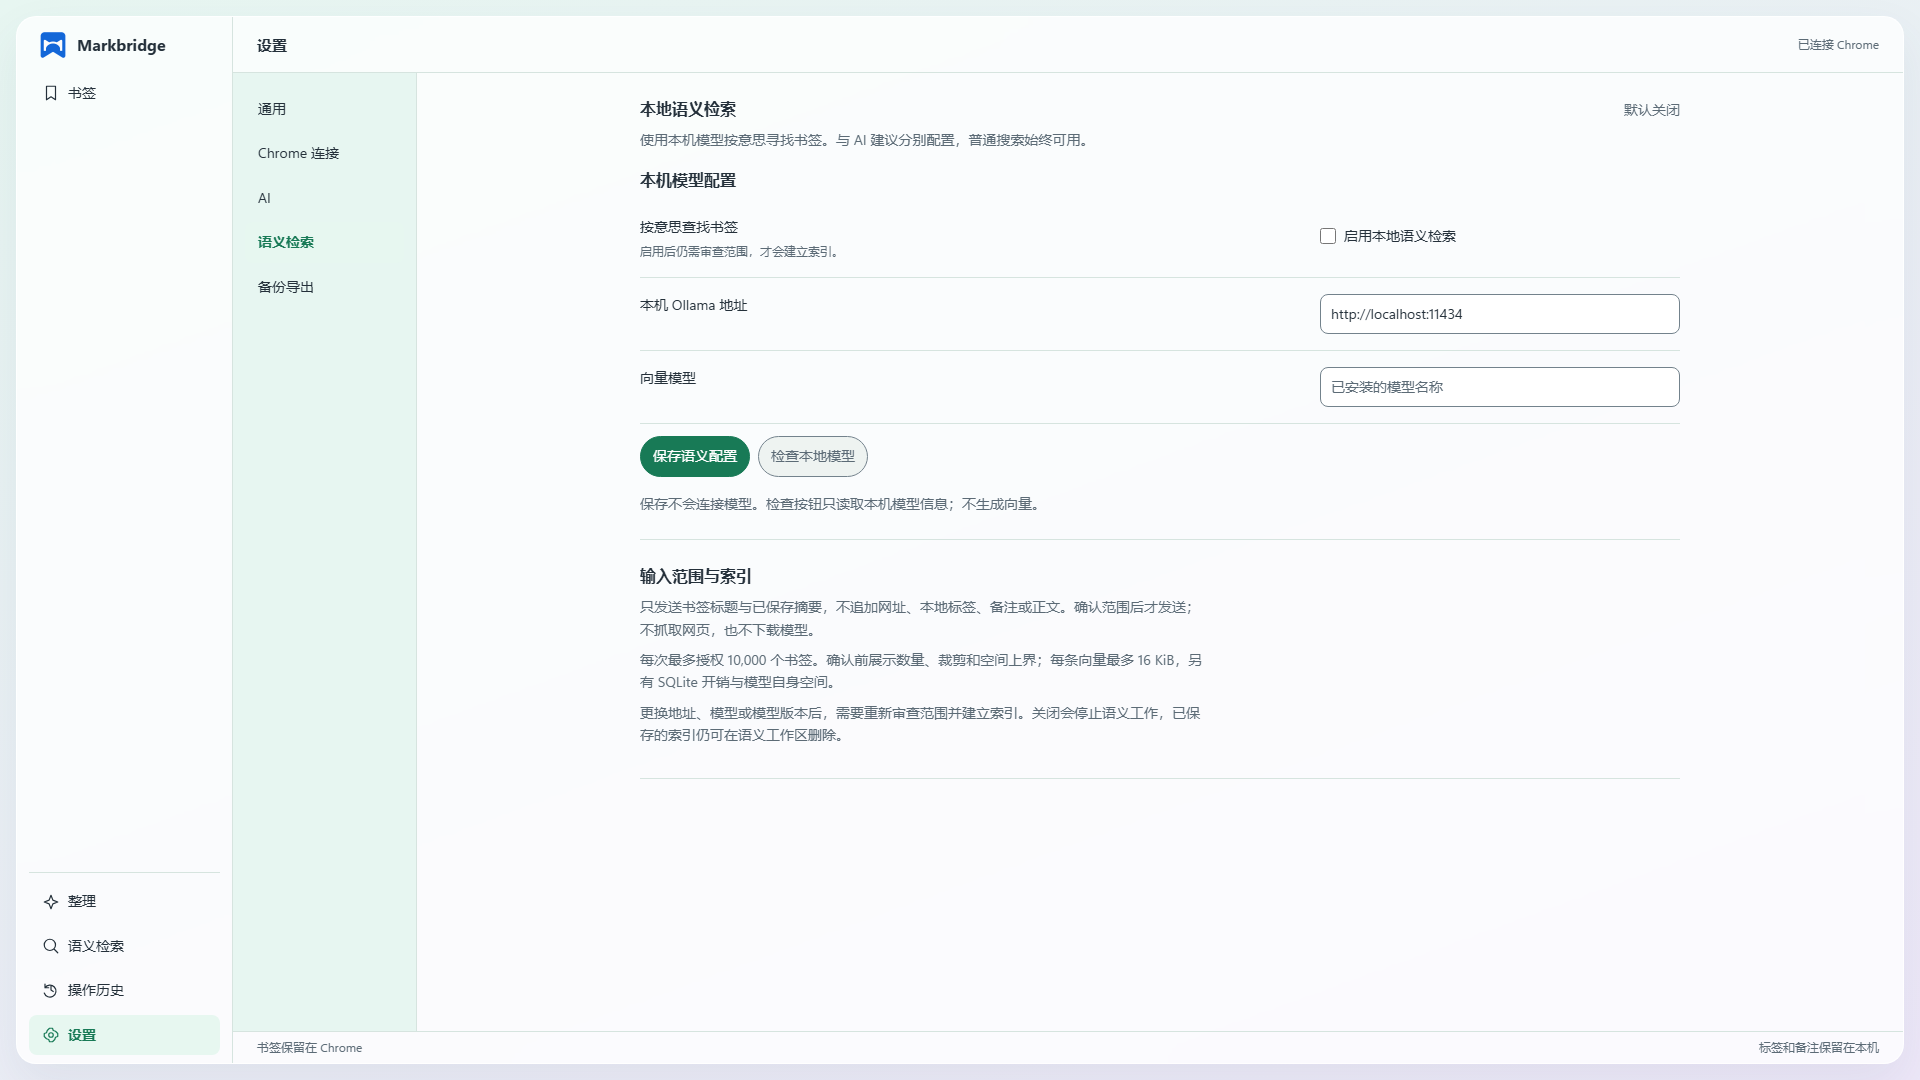 Markbridge
书签
整理
语义检索
操作历史
设置
设置
已连接 Chrome
通用
Chrome 连接
AI
语义检索
备份导出
本地语义检索
默认关闭
使用本机模型按意思寻找书签。与 AI 建议分别配置，普通搜索始终可用。
本机模型配置
按意思查找书签
启用后仍需审查范围，才会建立索引。
启用本地语义检索
本机 Ollama 地址
http://localhost:11434
向量模型
已安装的模型名称
保存语义配置
检查本地模型
保存不会连接模型。检查按钮只读取本机模型信息；不生成向量。
输入范围与索引
只发送书签标题与已保存摘要，不追加网址、本地标签、备注或正文。确认范围后才发送；
不抓取网页，也不下载模型。
每次最多授权 10,000 个书签。确认前展示数量、裁剪和空间上界；每条向量最多 16 KiB，另
有 SQLite 开销与模型自身空间。
更换地址、模型或模型版本后，需要重新审查范围并建立索引。关闭会停止语义工作，已保
存的索引仍可在语义工作区删除。
书签保留在 Chrome
标签和备注保留在本机